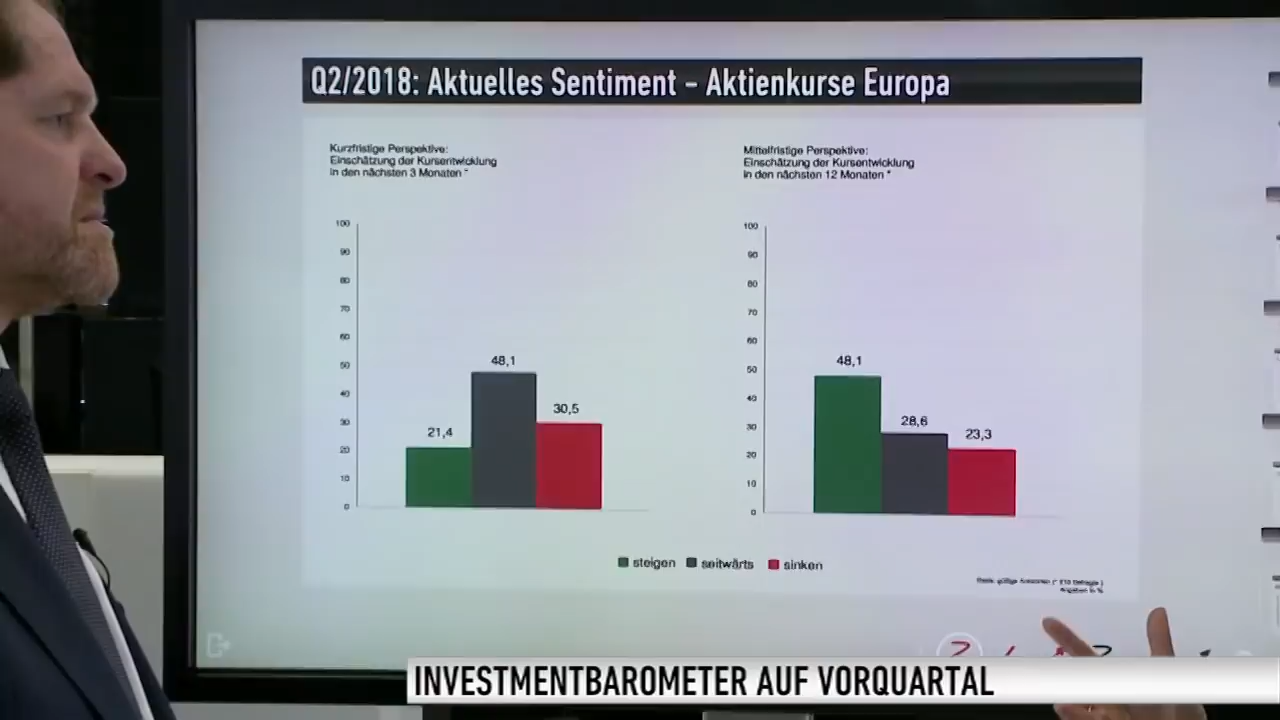 Q2/2018: Aktuelles Sentiment - Aktienkurse Europa
Kurzfristige Perspektive:
Einschätzung der Kursentwicklung
in den nächsten 3 Monaten *
100
90
80
70
60
50
40
30
20
10
0
21,4
48,1
30,5
Mittelfristige Perspektive:
Einschätzung der Kursentwicklung
in den nächsten 12 Monaten *
100
90
80
70
60
50
40
30
20
10
0
48,1
28,6
23,3
steigen seitwärts sinken
Angaben in %
INVESTMENTBAROMETER AUF VORQUARTAL